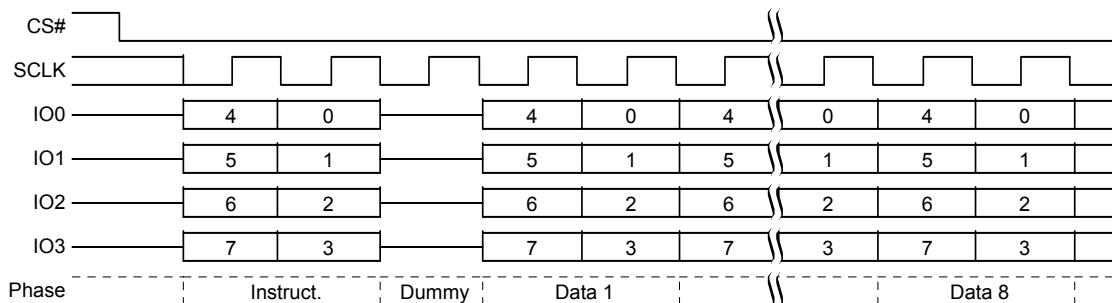 CS#
SCLK
IO0 4 0 4 0 4 0 4 0
IO1 5 1 5 1 5 1 5 1
IO2 6 2 6 2 6 2 6 2
IO3 7 3 7 3 7 3 7 3
Phase Instruct. Dummy Data 1 Data 8